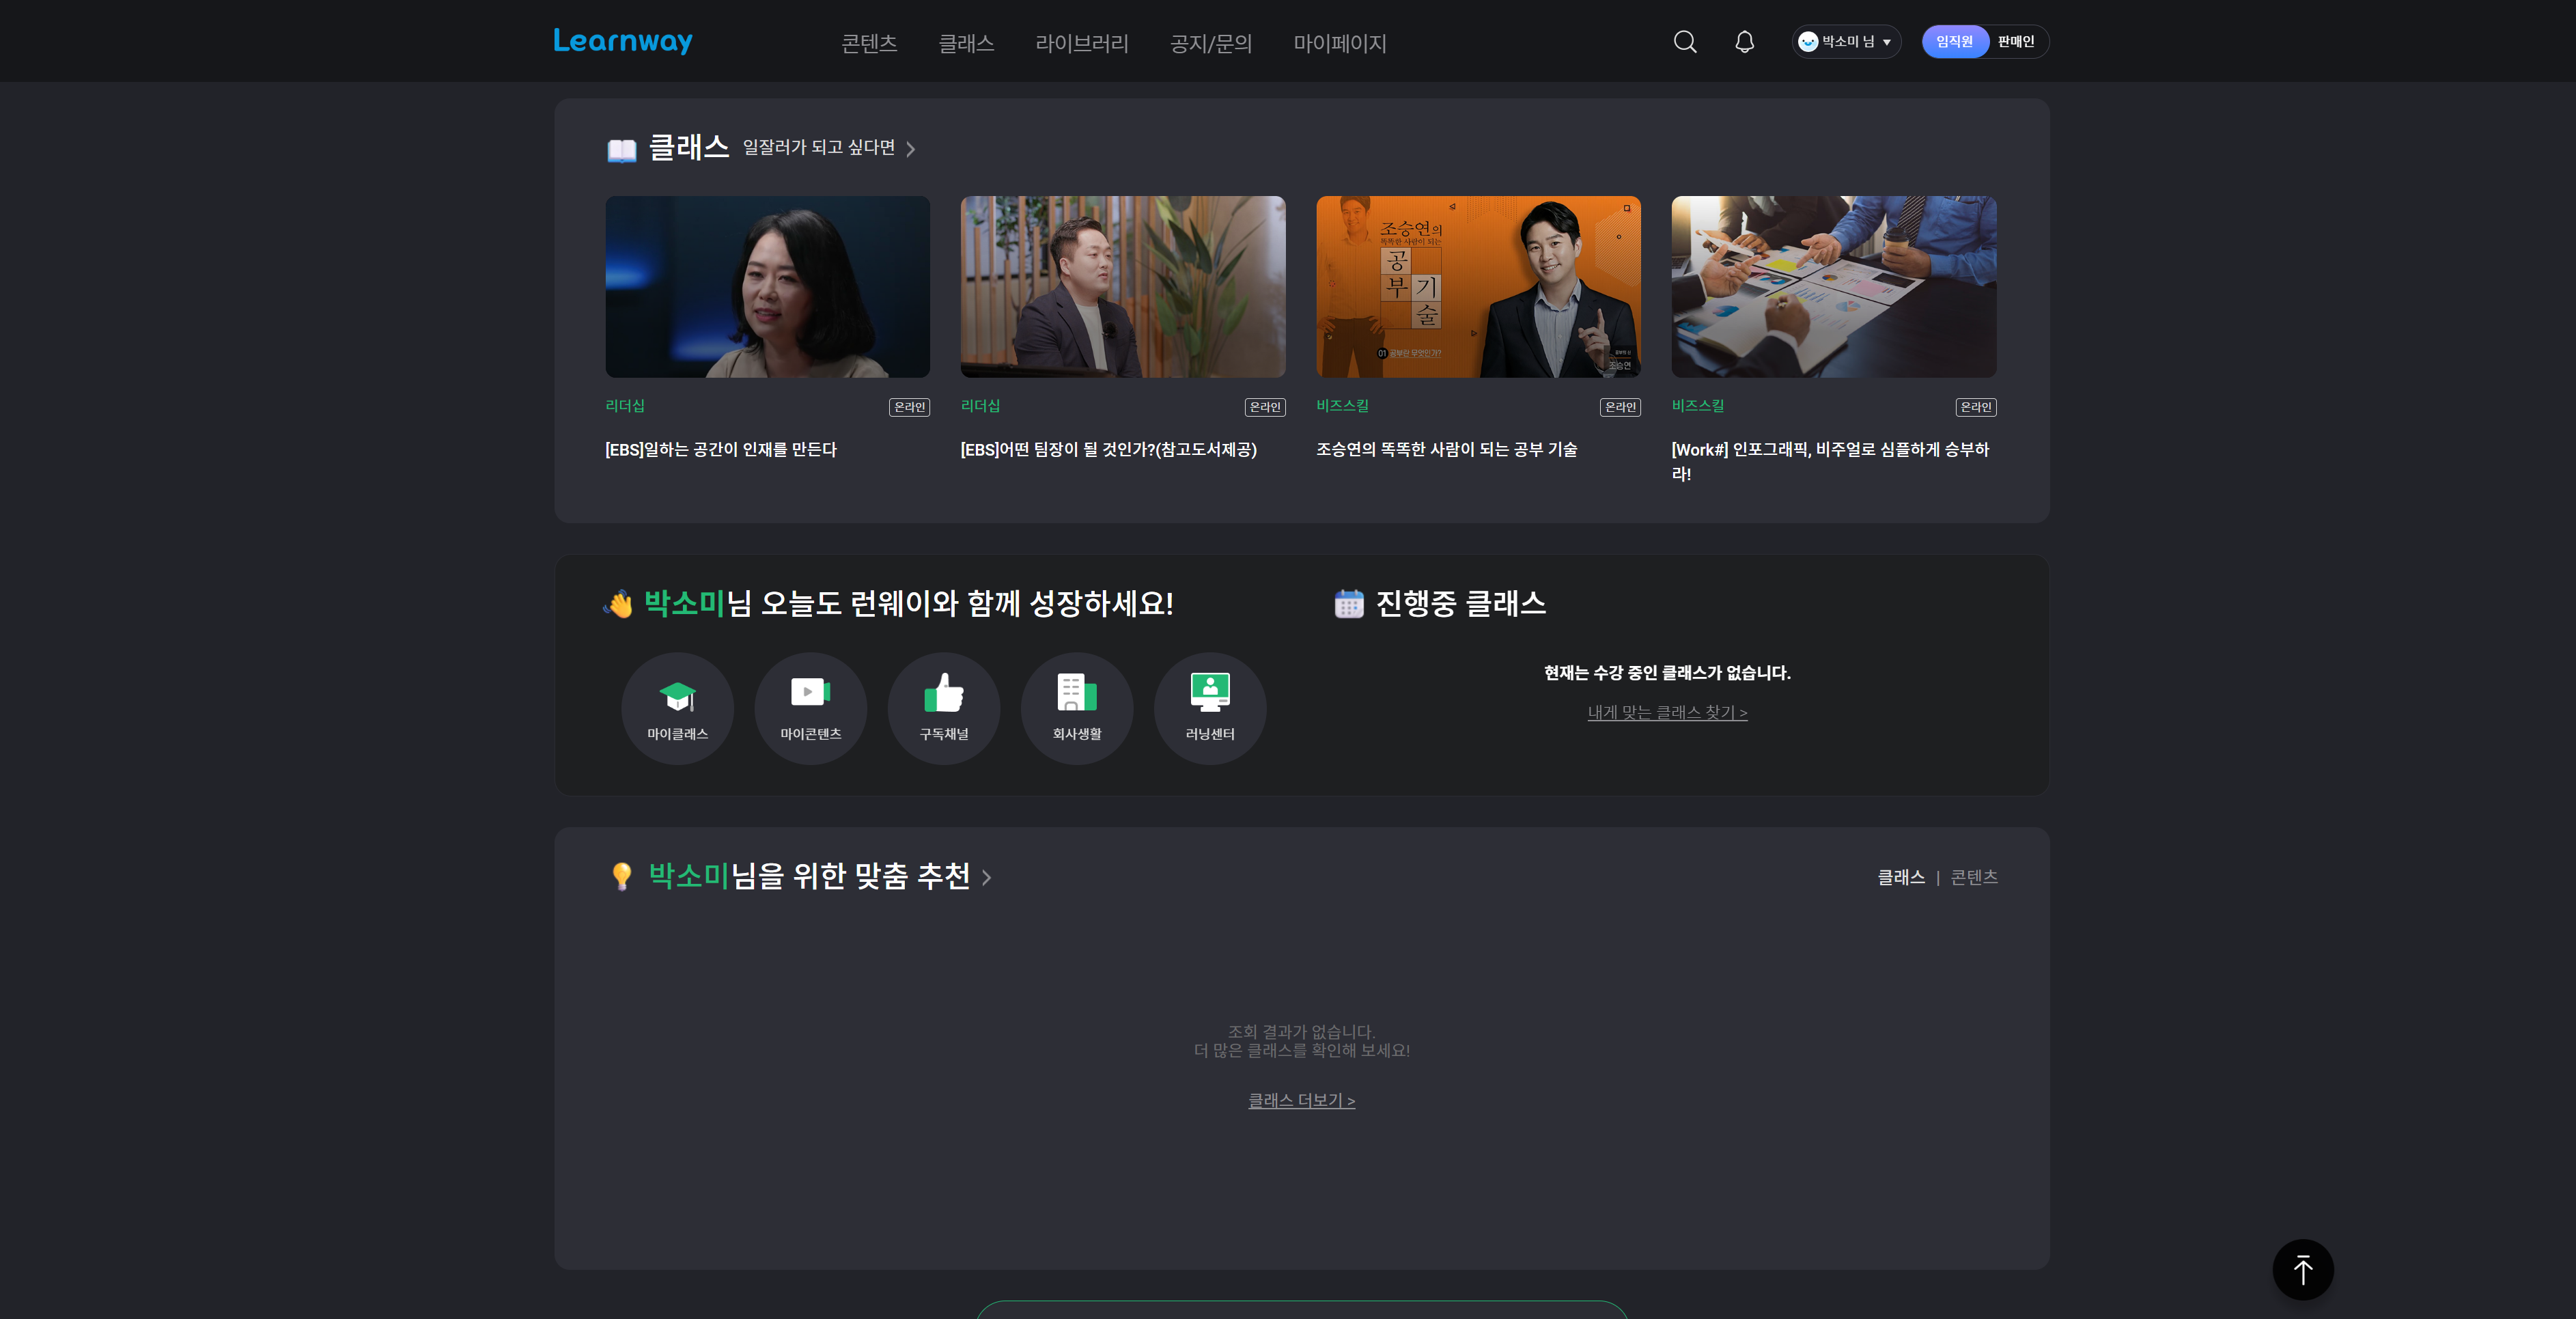 Learnway
콘텐츠
클래스
라이브러리
공지/문의
마이페이지
박소미 님
임직원
판매인
클래스 일잘러가 되고 싶다면
조승연의
똑똑한 사람이 되는
공
부 기
술
01 공부란 무엇인가?
조승연
리더십
온라인
[EBS]일하는 공간이 인재를 만든다
리더십
온라인
[EBS]어떤 팀장이 될 것인가?(참고도서제공)
비즈스킬
온라인
조승연의 똑똑한 사람이 되는 공부 기술
비즈스킬
온라인
[Work#] 인포그래픽, 비주얼로 심플하게 승부하
라!
박소미님 오늘도 런웨이와 함께 성장하세요!
마이클래스
마이콘텐츠
구독채널
회사생활
러닝센터
진행중 클래스
현재는 수강 중인 클래스가 없습니다.
내게 맞는 클래스 찾기 >
박소미님을 위한 맞춤 추천
클래스 | 콘텐츠
조회 결과가 없습니다.
더 많은 클래스를 확인해 보세요!
클래스 더보기 >